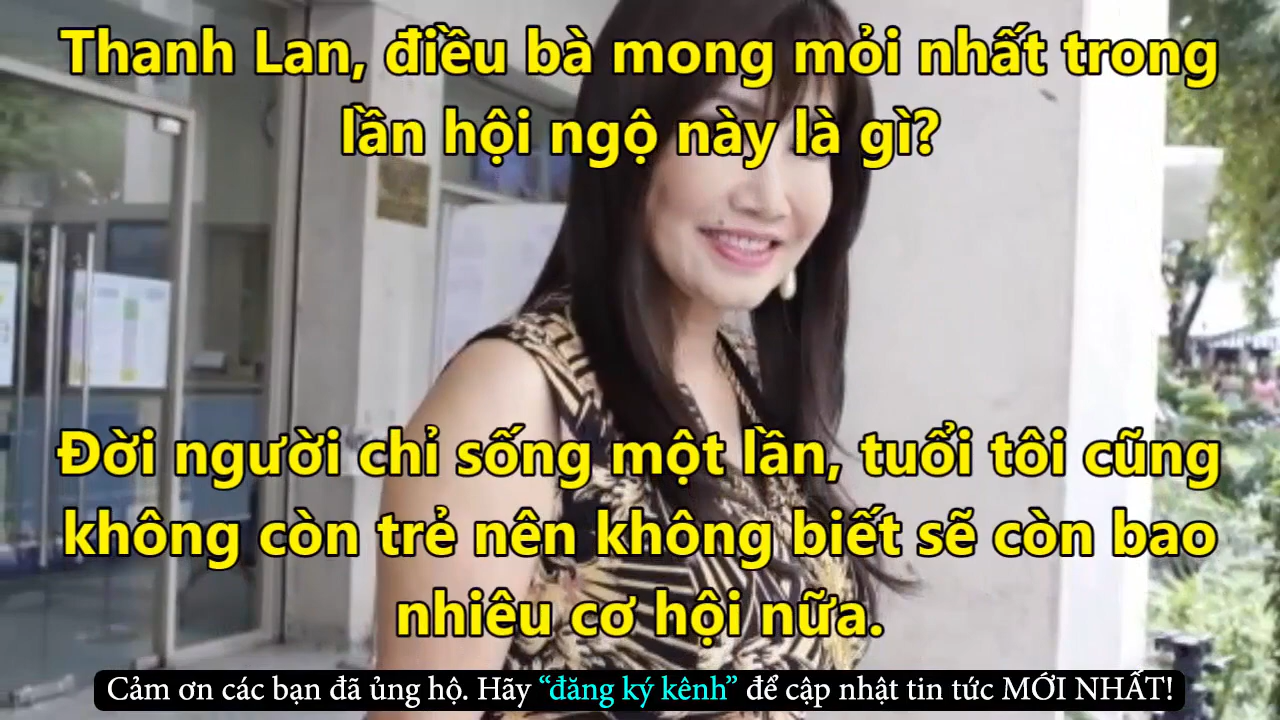 Thanh Lan, điều bà mong mỏi nhất trong
lần hội ngộ này là gì?
Đời người chỉ sống một lần, tuổi tôi cũng
không còn trẻ nên không biết sẽ còn bao
nhiêu cơ hội nữa.
Cảm ơn các bạn đã ủng hộ. Hãy “đăng ký kênh” để cập nhật tin tức MỚI NHẤT!